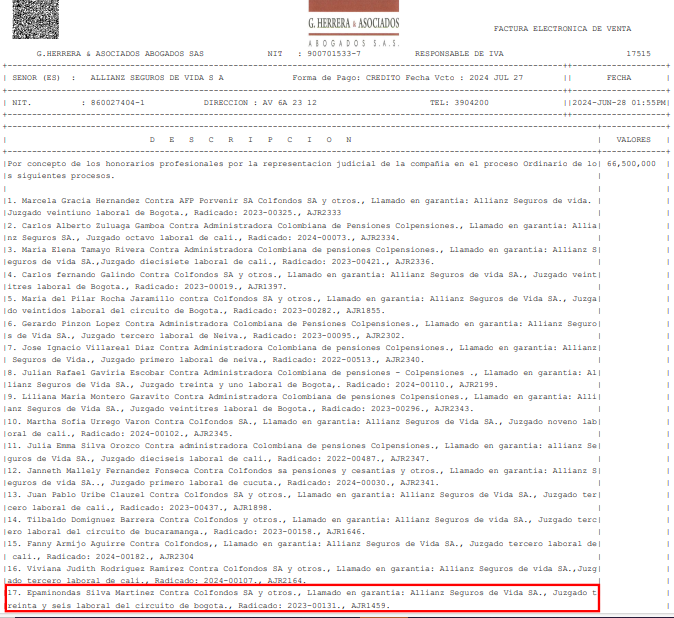 G. HERRERA & ASOCIADOS
ABOGADOS S.A.S.
FACTURA ELECTRONICA DE VENTA
G.HERRERA & ASOCIADOS ABOGADOS SAS NIT : 900701533-7 RESPONSABLE DE IVA 17515
SENOR (ES) : ALLIANZ SEGUROS DE VIDA S A Forma de Pago: CREDITO Fecha Vcto : 2024 JUL 27 || FECHA
NIT. : 860027404-1 DIRECCION : AV 6A 23 12 TEL: 3904200 ||2024-JUN-28 01:55PM|
D E S C R I P C I O N | VALORES
|Por concepto de los honorarios profesionales por la representacion judicial de la compañia en el proceso Ordinario de lo| 66,500,000
|s siguientes procesos.
|1. Marcela Gracia Hernandez Contra AFP Porvenir SA Colfondos SA y otros., Llamado en garantia: Allianz Seguros de vida. |
|Juzgado veintiuno laboral de Bogota., Radicado: 2023-00325., AJR2333
|2. Carlos Alberto Zuluaga Gamboa Contra Administradora Colombiana de Pensiones Colpensiones., Llamado en garantia: Allia|
|nz Seguros SA., Juzgado octavo laboral de cali., Radicado: 2024-00073., AJR2334.
|3. Maria Elena Tamayo Rivera Contra Administradora Colombiana de pensiones Colpensiones., Llamado en garantia: Allianz S|
|eguros de vida SA.,Juzgado diecisiete laboral de cali., Radicado: 2023-00421., AJR2336.
|4. Carlos fernando Galindo Contra Colfondos SA y otros., Llamado en garantia: Allianz Seguros de vida SA., Juzgado veint|
|itres laboral de Bogota., Radicado: 2023-00019., AJR1397.
|5. Maria del Pilar Rocha Jaramillo contra Colfondos SA y otros., Llamado en garantia: Allianz Seguros de Vida SA., Juzga|
|do veintidos laboral del circuito de Bogota., Radicado: 2023-00282., AJR1855.
|6. Gerardo Pinzon Lopez Contra Administradora Colombiana de Pensiones Colpensiones., Llamado en garantia: Allianz Seguro|
|s de Vida SA., Juzgado tercero laboral de Neiva., Radicado: 2023-00095., AJR2302.
|7. Jose Ignacio Villareal Diaz Contra Administradora Colombiana de pensiones Colpensiones., Llamado en garantia: Allianz|
| Seguros de Vida SA., Juzgado primero laboral de neiva., Radicado: 2022-00513., AJR2340.
|8. Julian Rafael Gaviria Escobar Contra Administradora Colombiana de pensiones - Colpensiones ., Llamado en garantia: Al|
|lianz Seguros de Vida SA., Juzgado treinta y uno laboral de Bogota,. Radicado: 2024-00110., AJR2199.
|9. Liliana Maria Montero Garavito Contra Administradora Colombiana de pensiones Colpensiones., Llamado en garantia: Alli|
|anz Seguros de Vida SA., Juzgado veintitres laboral de Bogota., Radicado: 2023-00296., AJR2343.
|10. Martha Sofia Urrego Varon Contra Colfondos SA., Llamado en garantia: Allianz Seguros de Vida SA., Juzgado noveno lab|
|oral de cali., Radicado: 2024-00102., AJR2345.
|11. Julia Emma Silva Orozco Contra administradora Colombiana de pensiones Colpensiones., Llamado en garantia: allianz Se|
|guros de Vida SA., Juzgado dieciseis laboral de cali., Radicado: 2022-00487., AJR2347.
|12. Janneth Mallely Fernandez Fonseca Contra Colfondos sa pensiones y cesantias y otros., Llamado en garantia: Allianz S|
|eguros de vida SA.., Juzgado primero laboral de cucuta., Radicado: 2024-00030., AJR2341.
|13. Juan Pablo Uribe Clauzel Contra Colfondos SA y otros., Llamado en garantia: Allianz Seguros de Vida SA., Juzgado ter|
|cero laboral de cali., Radicado: 2023-00437., AJR1898.
|14. Tilbaldo Domignuez Barrera Contra Colfondos y otros., Llamado en garantia: Allianz Seguros de vida SA., Juzgado terc|
|ero laboral del circuito de bucaramanga., Radicado: 2023-00158., AJR1646.
|15. Fanny Armijo Aguirre Contra Colfondos,, Llamado en garantia: Allianz Seguros de Vida SA., Juzgado tercero laboral de|
| cali., Radicado: 2024-00182., AJR2304
|16. Viviana Judith Rodriguez Ramirez Contra Colfondos SA., Llamado en garantia: Allianz Seguros de vida SA.,Juzg|
|ado tercero laboral de cali., Radicado: 2024-00107., AJR2164.
17. Epaminondas Silva Martinez Contra Colfondos SA y otros., Llamado en garantia: Allianz Seguros de Vida SA., Juzgado t
reinta y seis laboral del circuito de bogota., Radicado: 2023-00131., AJR1459.